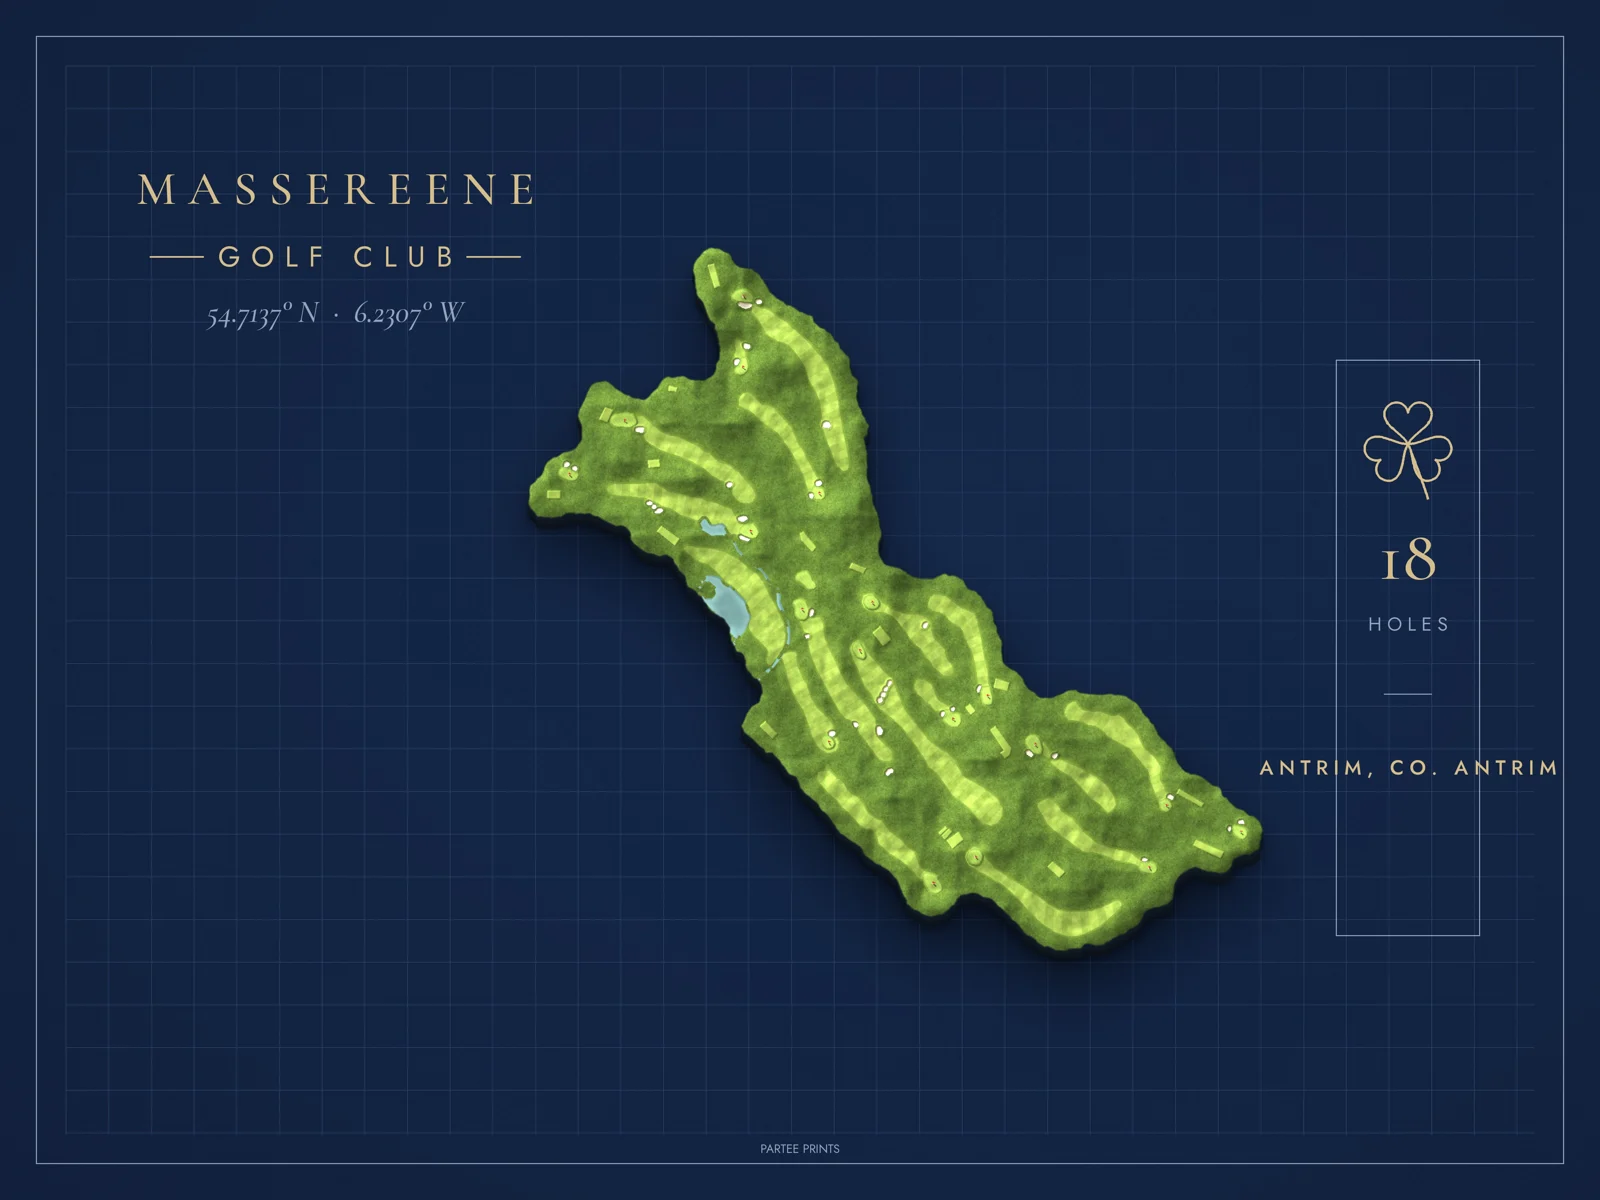 MASSEREENE
GOLF CLUB
54.7137° N · 6.2307° W
18
HOLES
ANTRIM, CO. ANTRIM
PARTEE PRINTS